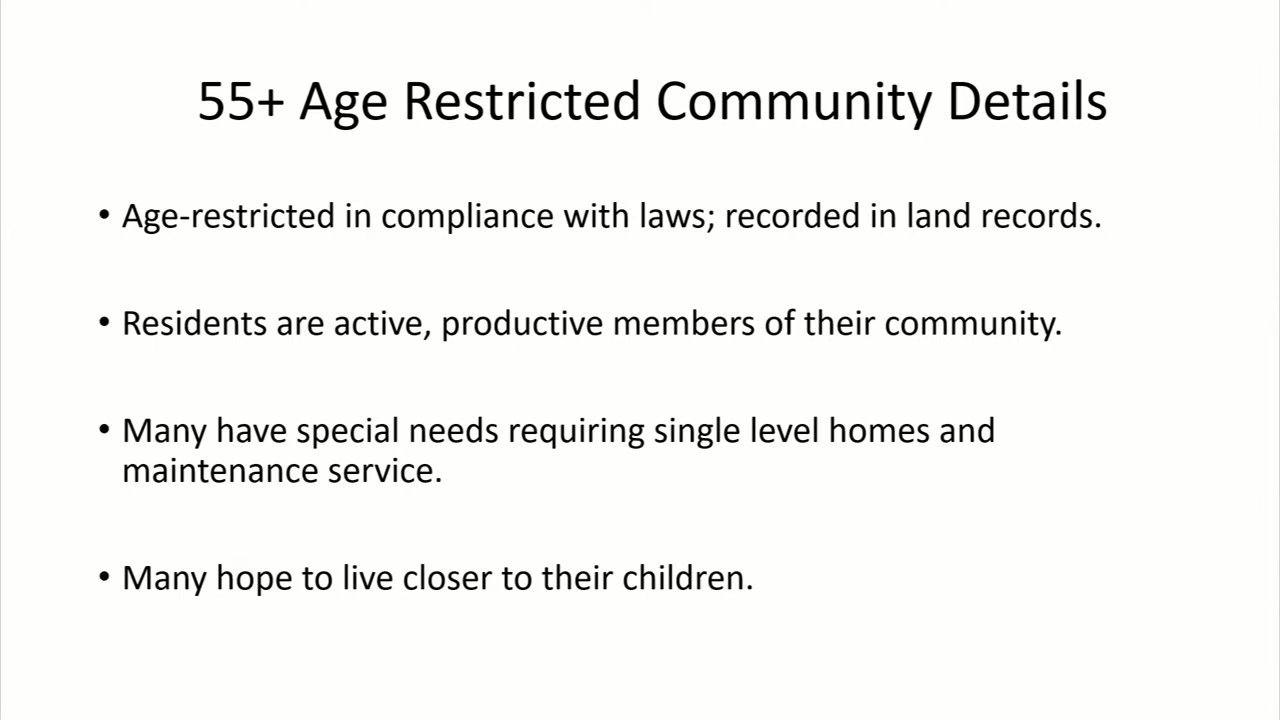 55+ Age Restricted Community Details
• Age-restricted in compliance with laws; recorded in land records.
• Residents are active, productive members of their community.
• Many have special needs requiring single level homes and
maintenance service.
• Many hope to live closer to their children.